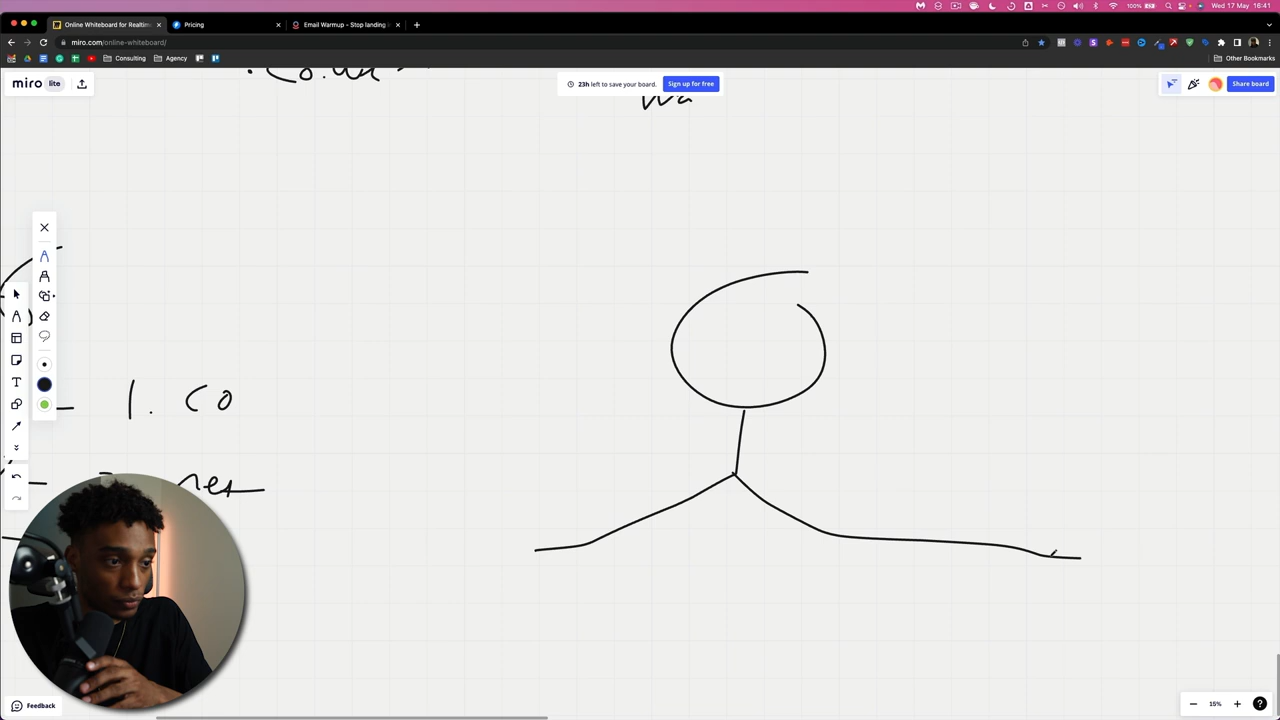 Online Whiteboard for Realtim
Pricing
Email Warmup - Stop landing
100%
Wed 17 May 16:41
miro.com/online-whiteboard/
Consulting
Agency
Other Bookmarks
miro lite
23h left to save your board.
Sign up for free
Share board
T
1. CO
Feedback
15%
?